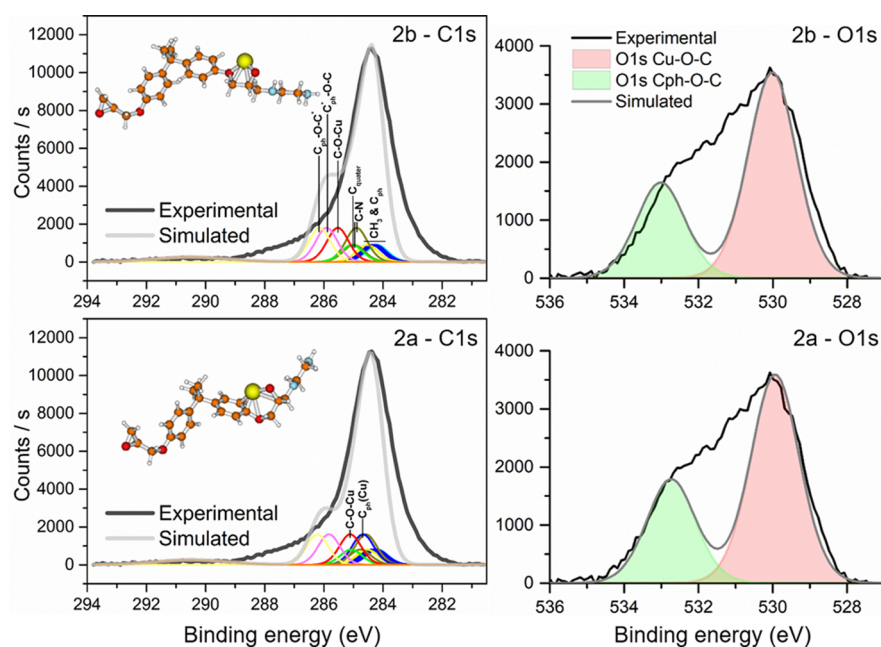 2b - C1s
12000
10000
8000
6000
4000
2000
0
Counts / s
Cph-O-C*
C*ph-O-C
C-O-Cu
Cquater
C-N
CH3 & Cph
Experimental
Simulated
294 292 290 288 286 284 282
2b - O1s
4000
3000
2000
1000
0
Experimental
O1s Cu-O-C
O1s Cph-O-C
Simulated
536 534 532 530 528
2a - C1s
12000
10000
8000
6000
4000
2000
0
Counts / s
C-O-Cu
Cph(Cu)
Experimental
Simulated
294 292 290 288 286 284 282
Binding energy (eV)
2a - O1s
4000
3000
2000
1000
0
536 534 532 530 528
Binding energy (eV)